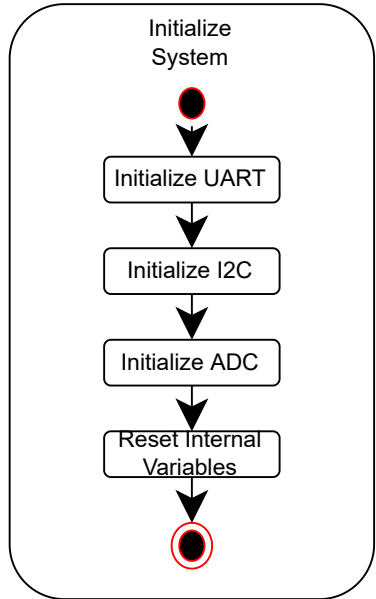 Initialize
System
Initialize UART
Initialize I2C
Initialize ADC
Reset Internal
Variables